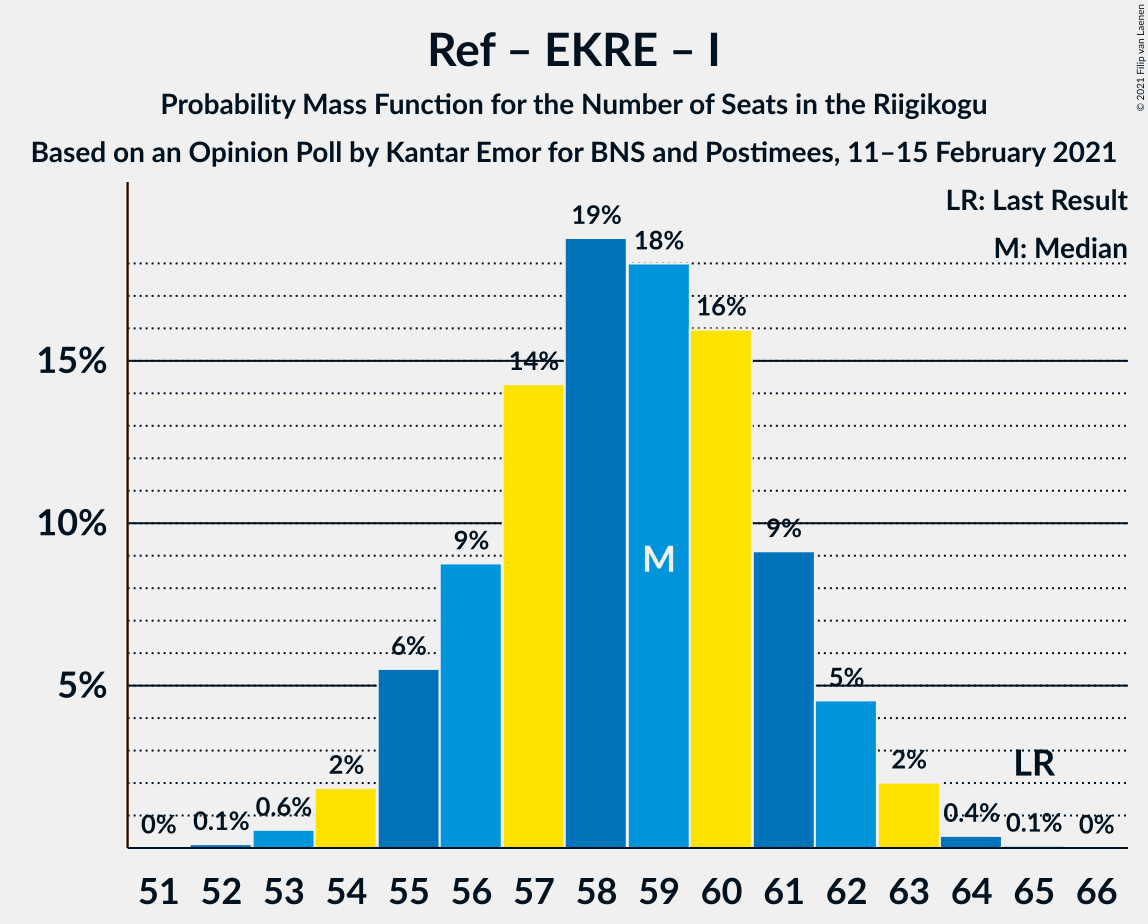 Ref – EKRE – I
Probability Mass Function for the Number of Seats in the Riigikogu
Based on an Opinion Poll by Kantar Emor for BNS and Postimees, 11–15 February 2021
© 2021 Filip van Laenen
LR: Last Result
M: Median
15%
10%
5%
0% 0.1% 0.6% 2% 6% 9% 14% 19% 18% 16% 9% 5% 2% 0.4% 0.1% 0%
M
LR
51 52 53 54 55 56 57 58 59 60 61 62 63 64 65 66